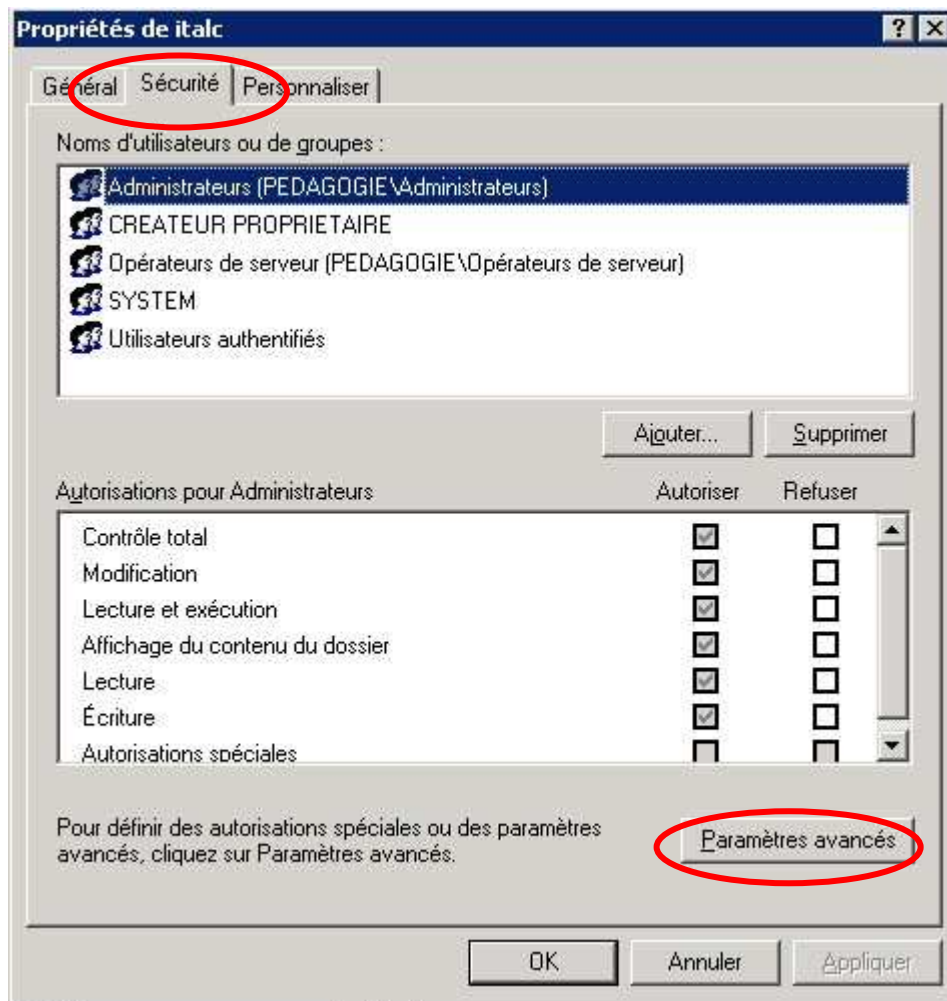 Propriétés de italc
Général Sécurité Personnaliser
Noms d'utilisateurs ou de groupes :
Administrateurs (PEDAGOGIE\Administrateurs)
CREATEUR PROPRIETAIRE
Opérateurs de serveur (PEDAGOGIE\Opérateurs de serveur)
SYSTEM
Utilisateurs authentifiés
Ajouter... Supprimer
Autorisations pour Administrateurs Autoriser Refuser
Contrôle total
Modification
Lecture et exécution
Affichage du contenu du dossier
Lecture
Écriture
Autorisations spéciales
Pour définir des autorisations spéciales ou des paramètres
avancés, cliquez sur Paramètres avancés.
Paramètres avancés
OK Annuler Appliquer